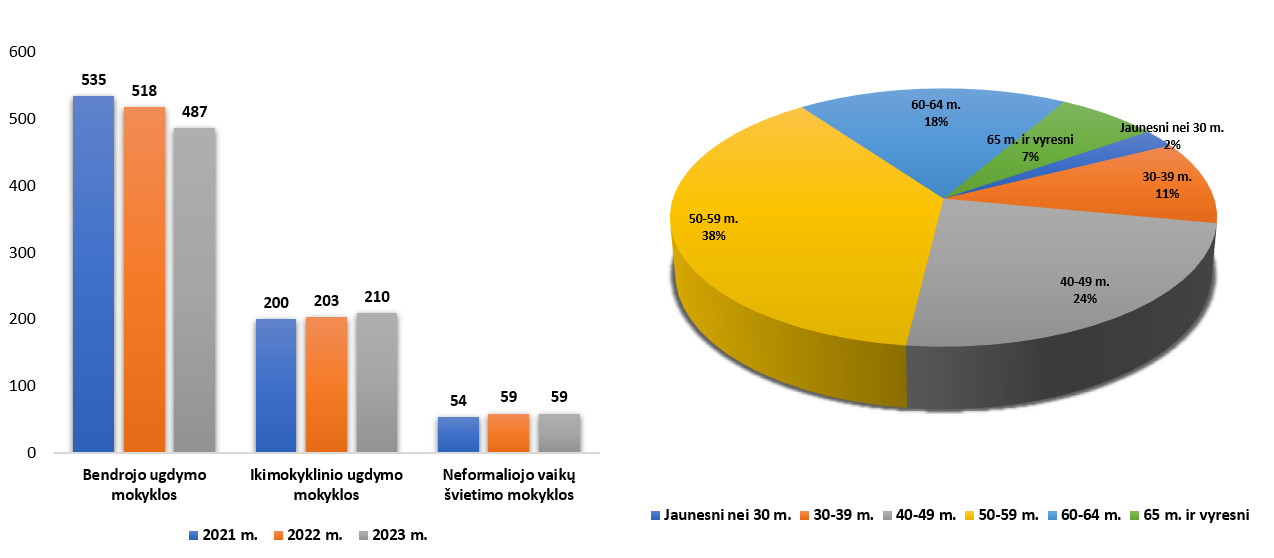 600
500
400
300
200
100
0
535
518
487
200
203
210
54
59
59
Bendrojo ugdymo
mokyklos
Ikimokyklinio ugdymo
mokyklos
Neformaliojo vaikų
švietimo mokyklos
2021 m.
2022 m.
2023 m.
60-64 m.
18%
65 m. ir vyresni
7%
Jaunesni nei 30 m.
2%
30-39 m.
11%
50-59 m.
38%
40-49 m.
24%
Jaunesni nei 30 m.
30-39 m.
40-49 m.
50-59 m.
60-64 m.
65 m. ir vyresni